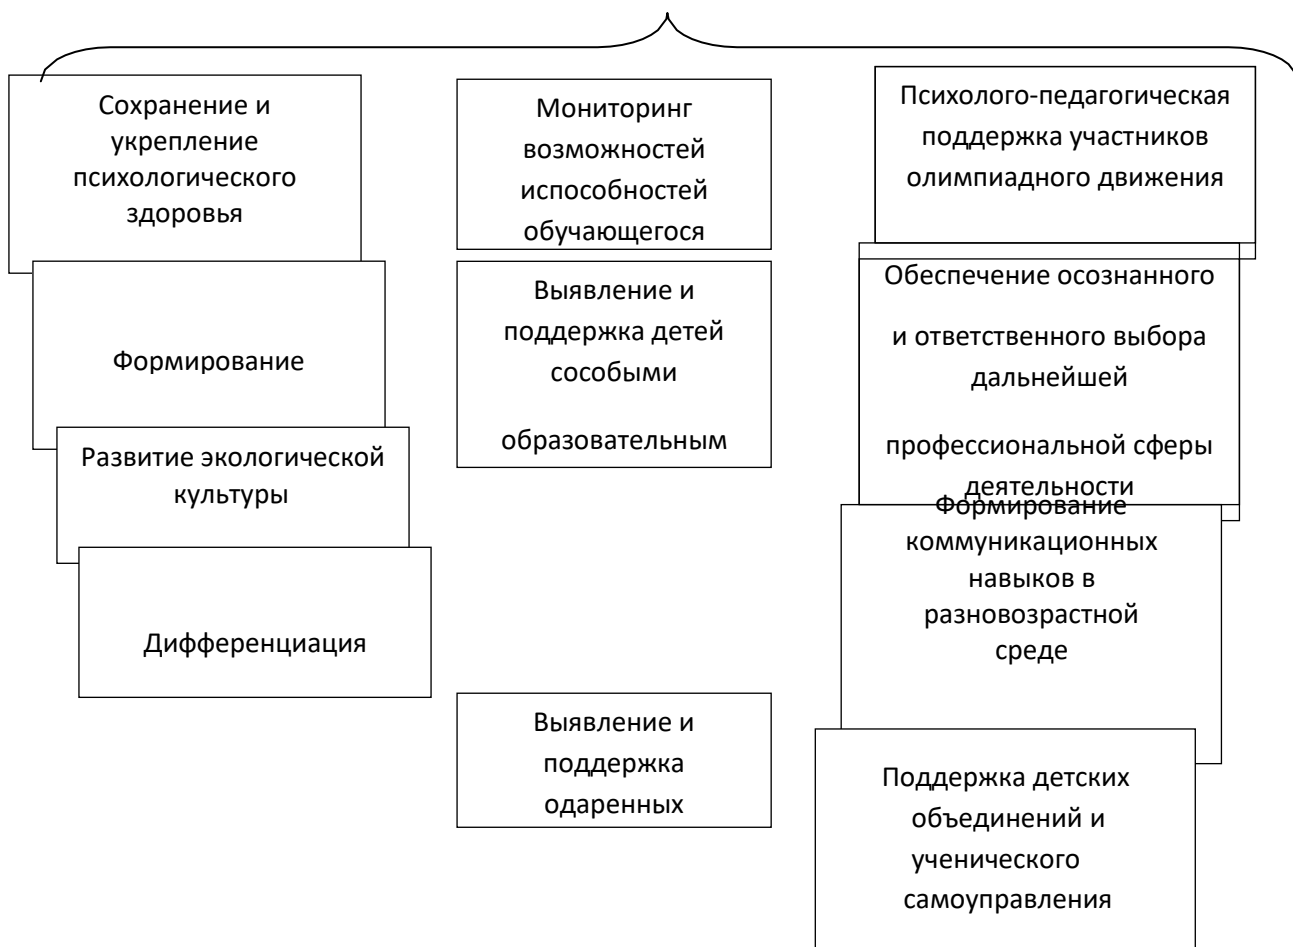 Сохранение и
укрепление
психологического
здоровья
Формирование
Развитие экологической
культуры
Дифференциация
Мониторинг
возможностей
испособностей
обучающегося
Выявление и
поддержка детей
сособыми
образовательным
Выявление и
поддержка
одаренных
Психолого-педагогическая
поддержка участников
олимпиадного движения
Обеспечение осознанного
и ответственного выбора
дальнейшей
профессиональной сферы
деятельности
Формирование
коммуникационных
навыков в
разновозрастной
среде
Поддержка детских
объединений и
ученического
самоуправления